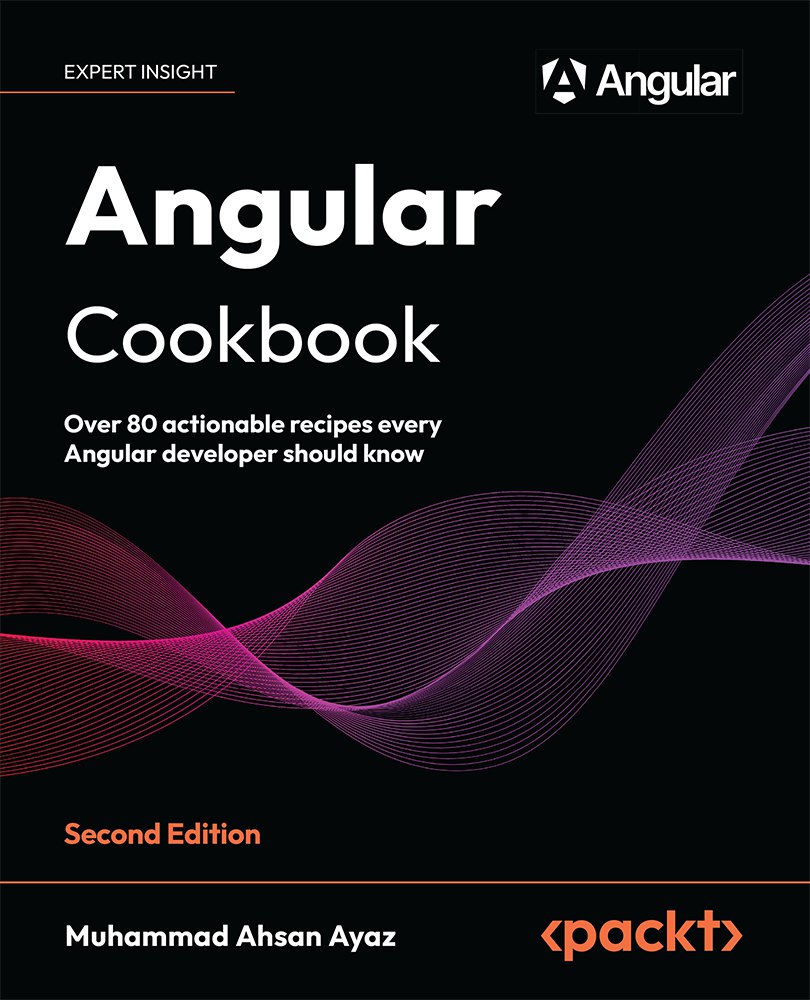 EXPERT INSIGHT
Angular
Angular
Cookbook
Over 80 actionable recipes every
Angular developer should know
Second Edition
Muhammad Ahsan Ayaz
<packt>